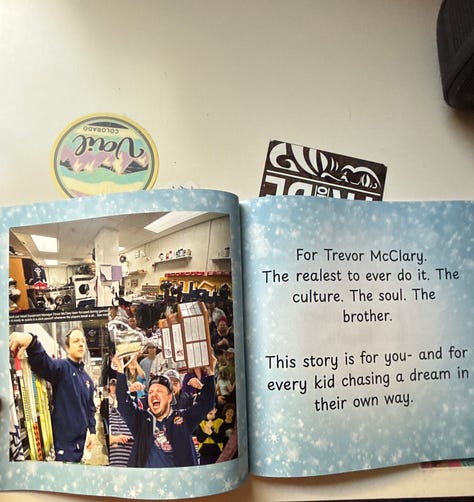 COLORADO
Vail
For Trevor McClary.
The realest to ever do it. The
culture. The soul. The
brother.
This story is for you- and for
every kid chasing a dream in
their own way.